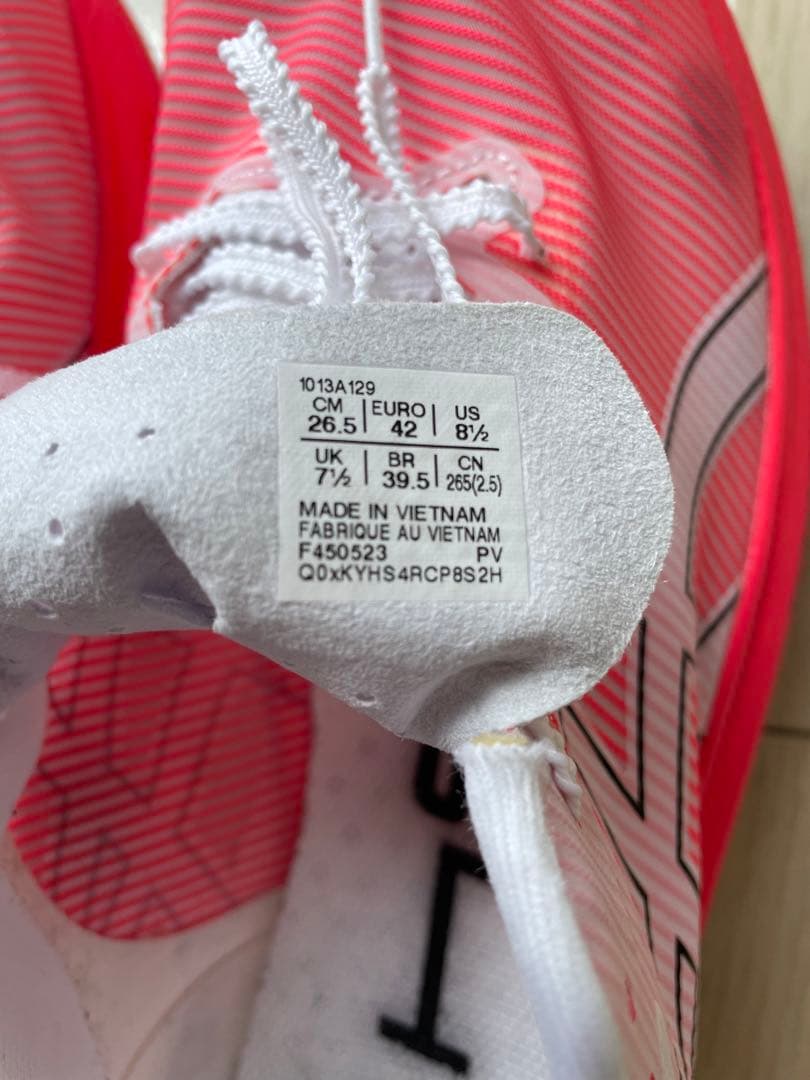 1013A129
CM | EURO | US
26.5 | 42 | 8½
UK | BR | CN
7½ | 39.5 | 265(2.5)
MADE IN VIETNAM
FABRIQUE AU VIETNAM
F450523 PV
Q0xKYHS4RCP8S2H